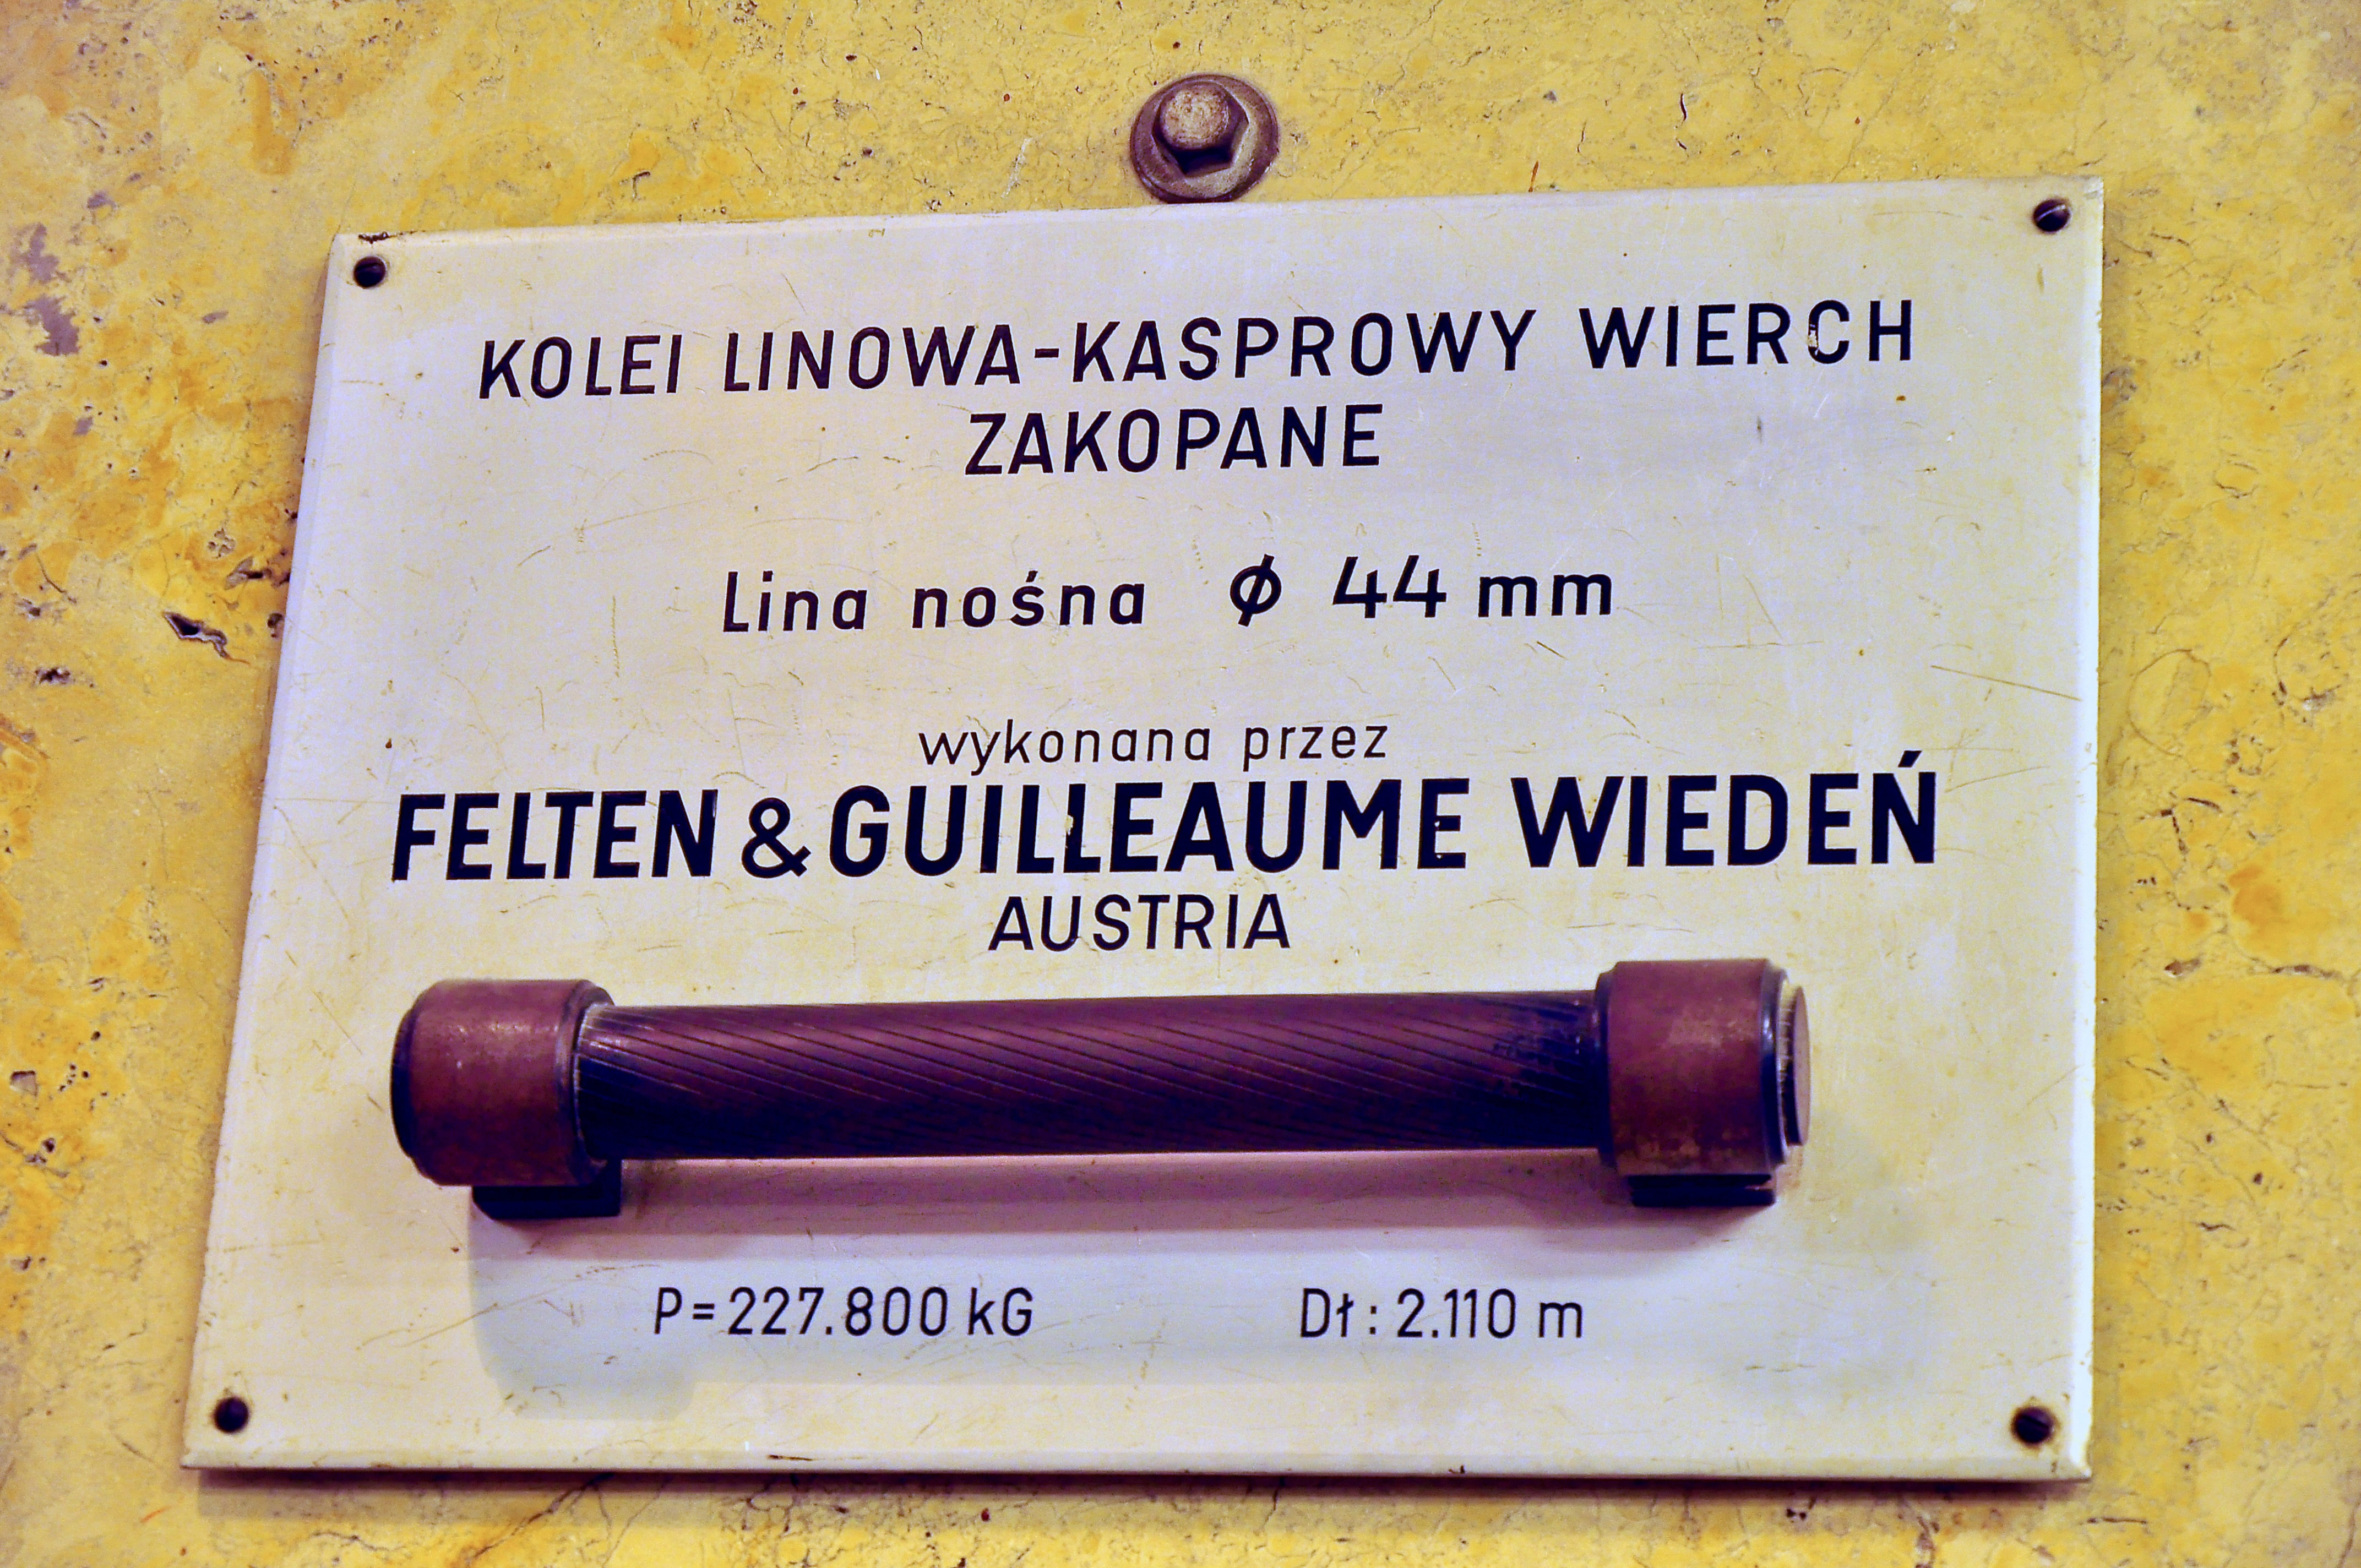 KOLEI LINOWA-KASPROWY WIERCH
ZAKOPANE
Lina nośna ϕ 44 mm
wykonana przez
FELTEN & GUILLEAUME WIEDEŃ
AUSTRIA
P=227.800 kG Dł: 2.110 m